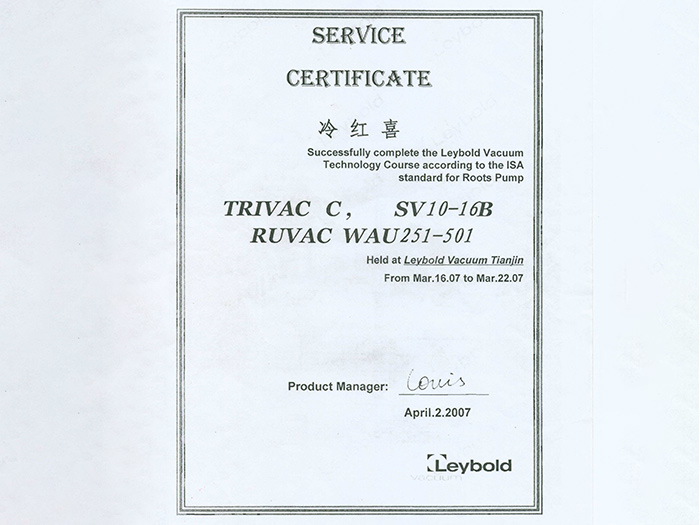 SERVICE
CERTIFICATE
冷红喜
Successfully complete the Leybold Vacuum
Technology Course according to the ISA
standard for Roots Pump
TRIVAC C, SV10-16B
RUVAC WAU251-501
Held at Leybold Vacuum Tianjin
From Mar.16.07 to Mar.22.07
Product Manager: Louis
April.2.2007
Leybold
vacuum